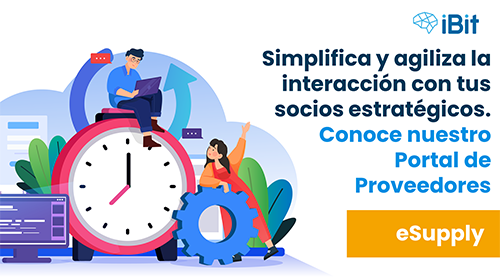 iBit
Simplifica y agiliza la
interacción con tus
socios estratégicos.
Conoce nuestro
Portal de
Proveedores
eSupply